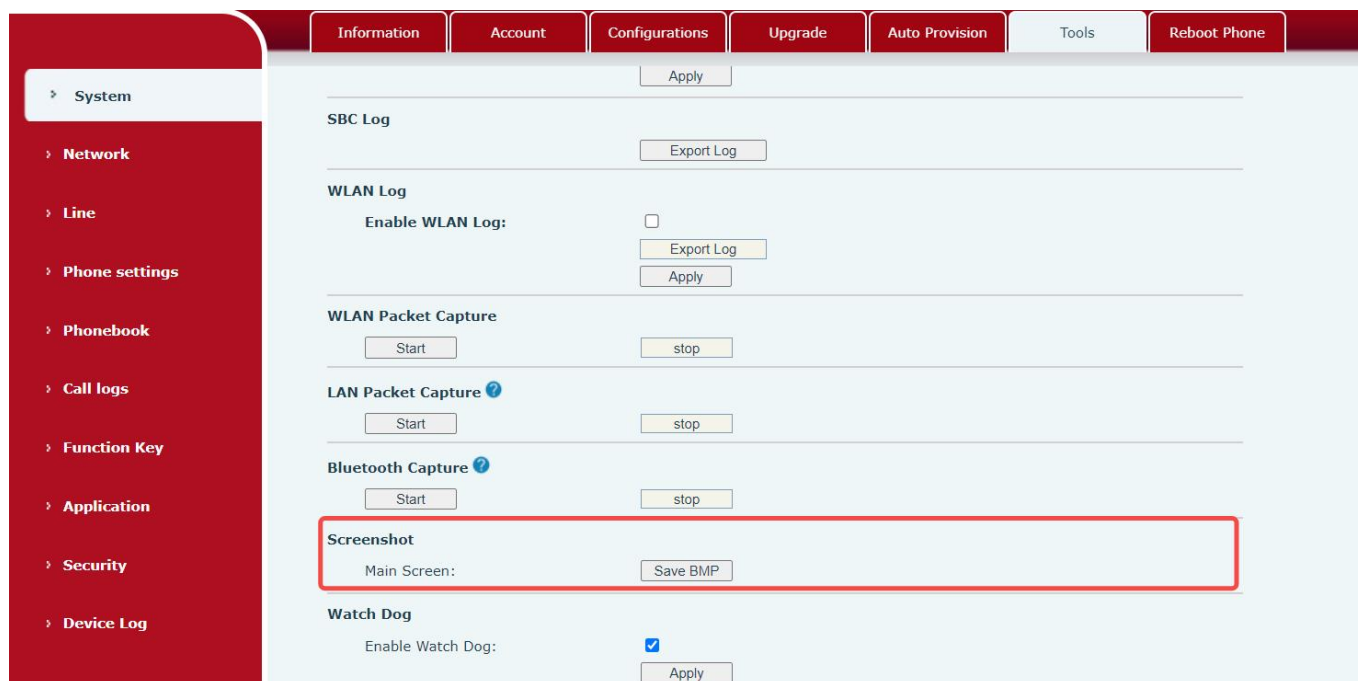 Information Account Configurations Upgrade Auto Provision Tools Reboot Phone
System
Network
Line
Phone settings
Phonebook
Call logs
Function Key
Application
Security
Device Log
Apply
SBC Log
Export Log
WLAN Log
Enable WLAN Log:
Export Log
Apply
WLAN Packet Capture
Start stop
LAN Packet Capture ?
Start stop
Bluetooth Capture ?
Start stop
Screenshot
Main Screen: Save BMP
Watch Dog
Enable Watch Dog:
Apply